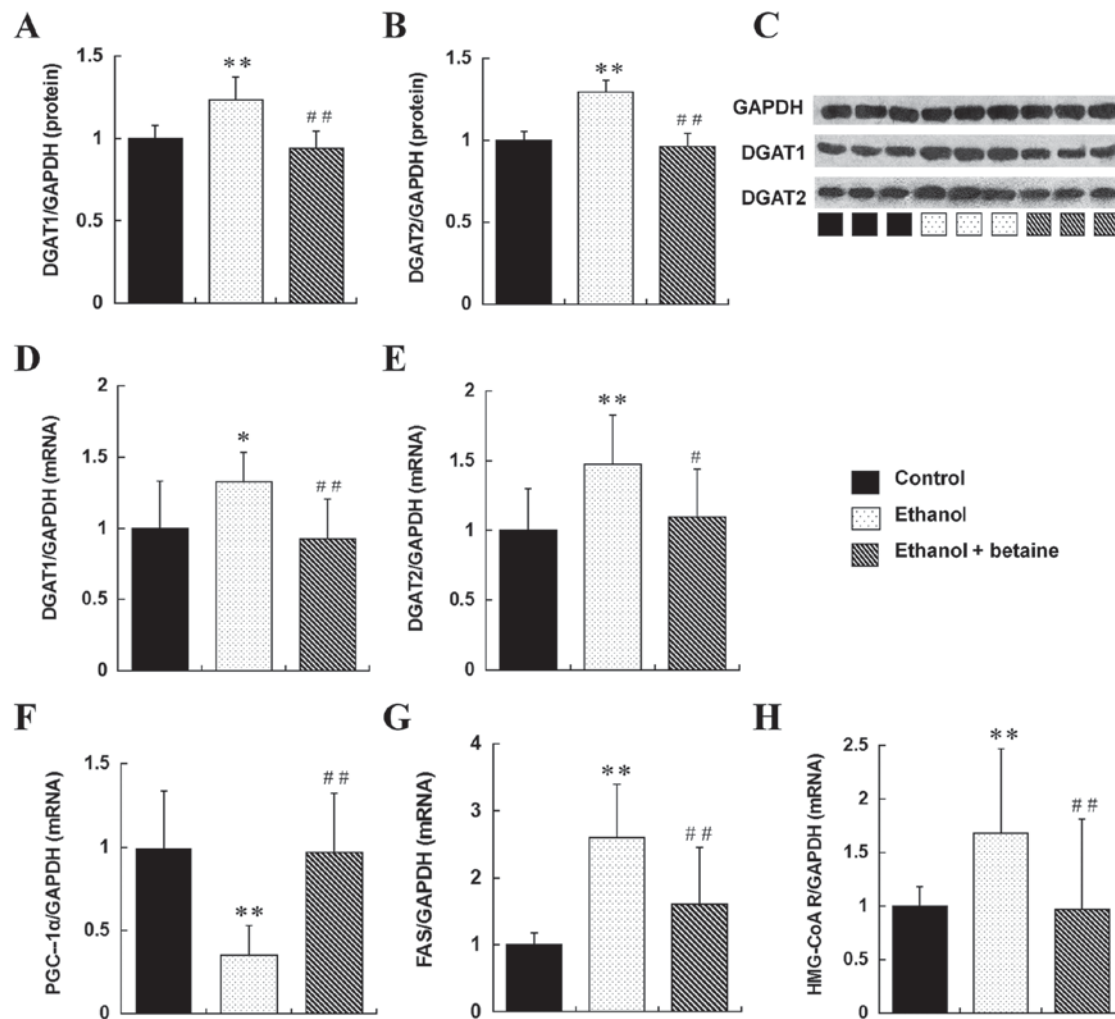 A
DGAT1/GAPDH (protein)
1.5
1
0.5
0
**
##
B
DGAT2/GAPDH (protein)
1.5
1
0.5
0
**
##
C
GAPDH
DGAT1
DGAT2
D
DGAT1/GAPDH (mRNA)
2
1.5
1
0.5
0
*
##
E
DGAT2/GAPDH (mRNA)
2
1.5
1
0.5
0
**
#
Control
Ethanol
Ethanol + betaine
F
PGC--1α/GAPDH (mRNA)
1.5
1
0.5
0
**
##
G
FAS/GAPDH (mRNA)
4
3
2
1
0
**
##
H
HMG-CoA R/GAPDH (mRNA)
2.5
2
1.5
1
0.5
0
**
##